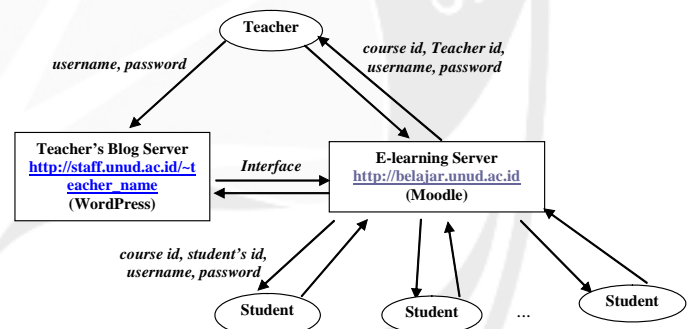 Teacher
course id, Teacher id,
username, password
username, password
Teacher's Blog Server
http://staff.unud.ac.id/~t
eacher_name
(WordPress)
Interface
E-learning Server
http://belajar.unud.ac.id
(Moodle)
course id, student's id,
username, password
Student
Student
...
Student